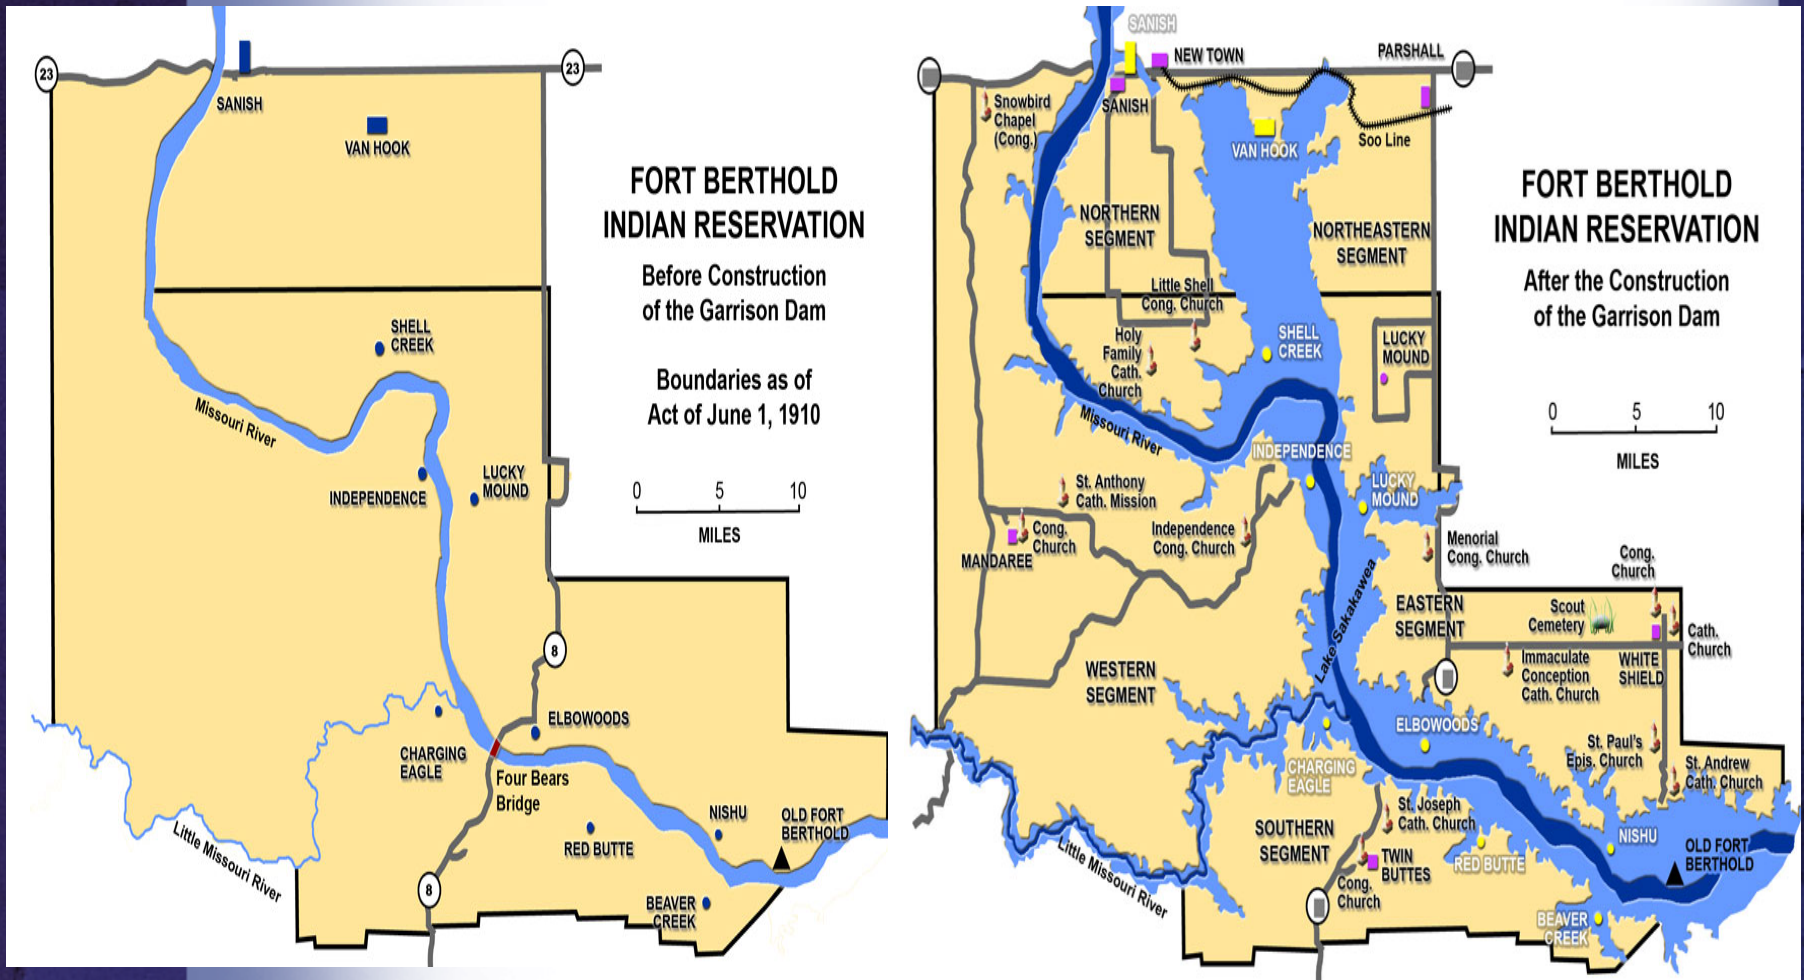 23
23
SANISH
VAN HOOK
FORT BERTHOLD
INDIAN RESERVATION
Before Construction
of the Garrison Dam
Boundaries as of
Act of June 1, 1910
SHELL
CREEK
Missouri River
INDEPENDENCE
LUCKY
MOUND
0 5 10
MILES
8
ELBOWOODS
CHARGING
EAGLE
Four Bears
Bridge
NISHU
OLD FORT
BERTHOLD
RED BUTTE
Little Missouri River
8
BEAVER
CREEK
SANISH
NEW TOWN
PARSHALL
SANISH
Snowbird
Chapel
(Cong.)
Soo Line
VAN HOOK
FORT BERTHOLD
INDIAN RESERVATION
After the Construction
of the Garrison Dam
NORTHERN
SEGMENT
NORTHEASTERN
SEGMENT
Little Shell
Cong. Church
Holy
Family
Cath.
Church
SHELL
CREEK
LUCKY
MOUND
0 5 10
MILES
Missouri River
INDEPENDENCE
St. Anthony
Cath. Mission
LUCKY
MOUND
Cong.
Church
MANDAREE
Independence
Cong. Church
Menorial
Cong. Church
Cong.
Church
Lake Sakakawea
EASTERN
SEGMENT
Scout
Cemetery
Cath.
Church
WESTERN
SEGMENT
Immaculate
Conception
Cath. Church
WHITE
SHIELD
ELBOWOODS
CHARGING
EAGLE
St. Paul's
Epis. Church
St. Andrew
Cath. Church
St. Joseph
Cath. Church
SOUTHERN
SEGMENT
NISHU
OLD FORT
BERTHOLD
RED BUTTE
TWIN
BUTTES
Cong.
Church
Little Missouri River
BEAVER
CREEK